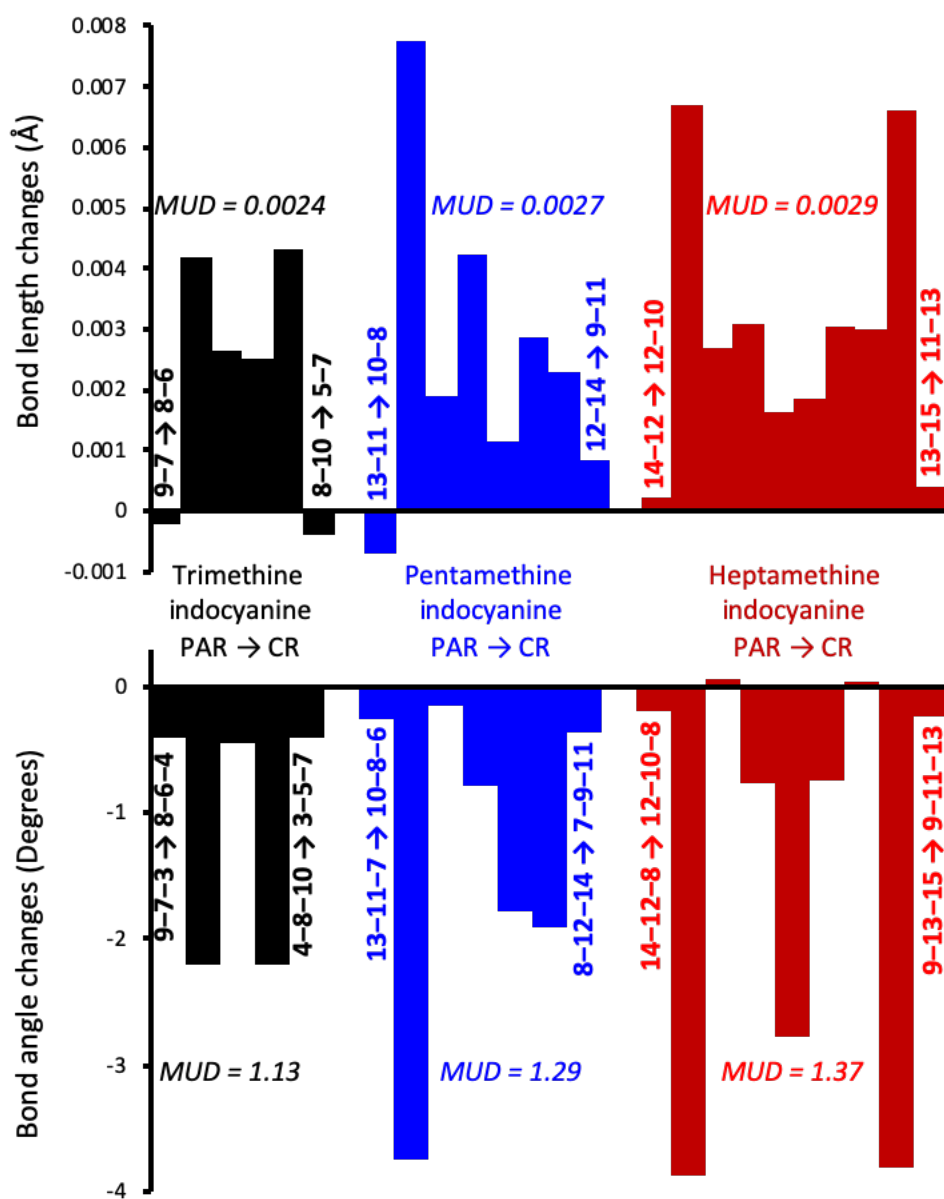 Bond length changes (Å)
0.008
0.007
0.006
0.005
0.004
0.003
0.002
0.001
0
-0.001
MUD = 0.0024
MUD = 0.0027
MUD = 0.0029
9–7 → 8–6
8–10 → 5–7
13–11 → 10–8
12–14 → 9–11
14–12 → 12–10
13–15 → 11–13
Trimethine
indocyanine
PAR → CR
Pentamethine
indocyanine
PAR → CR
Heptamethine
indocyanine
PAR → CR
Bond angle changes (Degrees)
0
-1
-2
-3
-4
9–7–3 → 8–6–4
4–8–10 → 3–5–7
13–11–7 → 10–8–6
8–12–14 → 7–9–11
14–12–8 → 12–10–8
9–13–15 → 9–11–13
MUD = 1.13
MUD = 1.29
MUD = 1.37